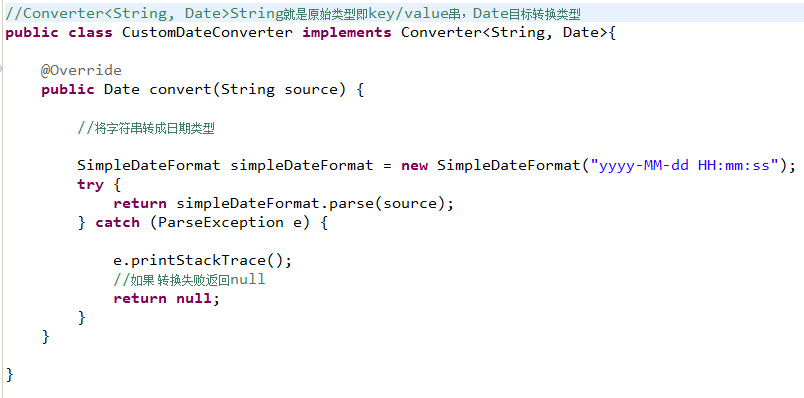 //Converter<String, Date>String就是原始类型即key/value串，Date目标转换类型
public class CustomDateConverter implements Converter<String, Date>{
@Override
public Date convert(String source) {
//将字符串转成日期类型
SimpleDateFormat simpleDateFormat = new SimpleDateFormat("yyyy-MM-dd HH:mm:ss");
try {
return simpleDateFormat.parse(source);
} catch (ParseException e) {
e.printStackTrace();
//如果 转换失败返回null
return null;
}
}
}